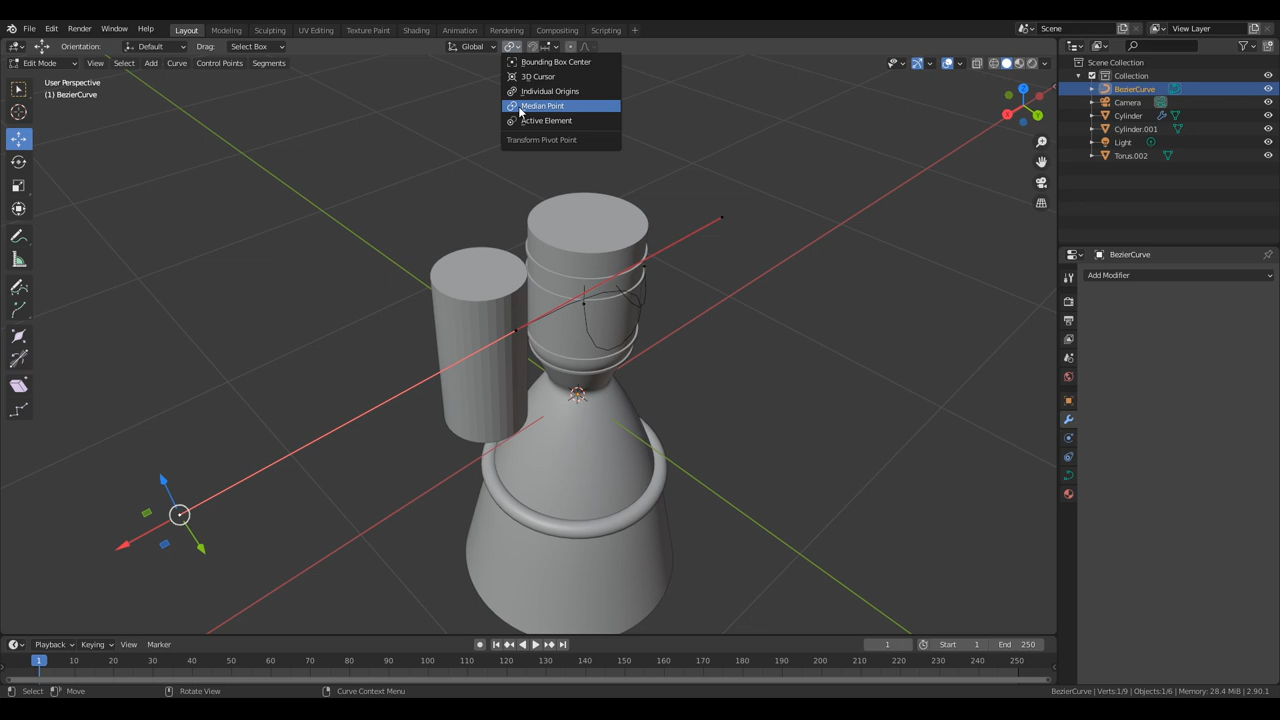 File Edit Render Window Help Layout Modeling Sculpting UV Editing Texture Paint Shading Animation Rendering Compositing Scripting + Scene View Layer
Orientation: Default Drag: Select Box Global
Edit Mode View Select Add Curve Control Points Segments
User Perspective
(1) BezierCurve
Bounding Box Center
3D Cursor
Individual Origins
Median Point
Active Element
Transform Pivot Point
X
Y
Z
Scene Collection
Collection
BezierCurve
Camera
Cylinder
Cylinder.001
Light
Torus.002
BezierCurve
Add Modifier
Playback Keying View Marker 1 Start 1 End 250
1 10 20 30 40 50 60 70 80 90 100 110 120 130 140 150 160 170 180 190 200 210 220 230 240 250
Select Move Rotate View Curve Context Menu BezierCurve | Verts:1/9 | Objects:1/6 | Memory: 28.4 MiB | 2.90.1